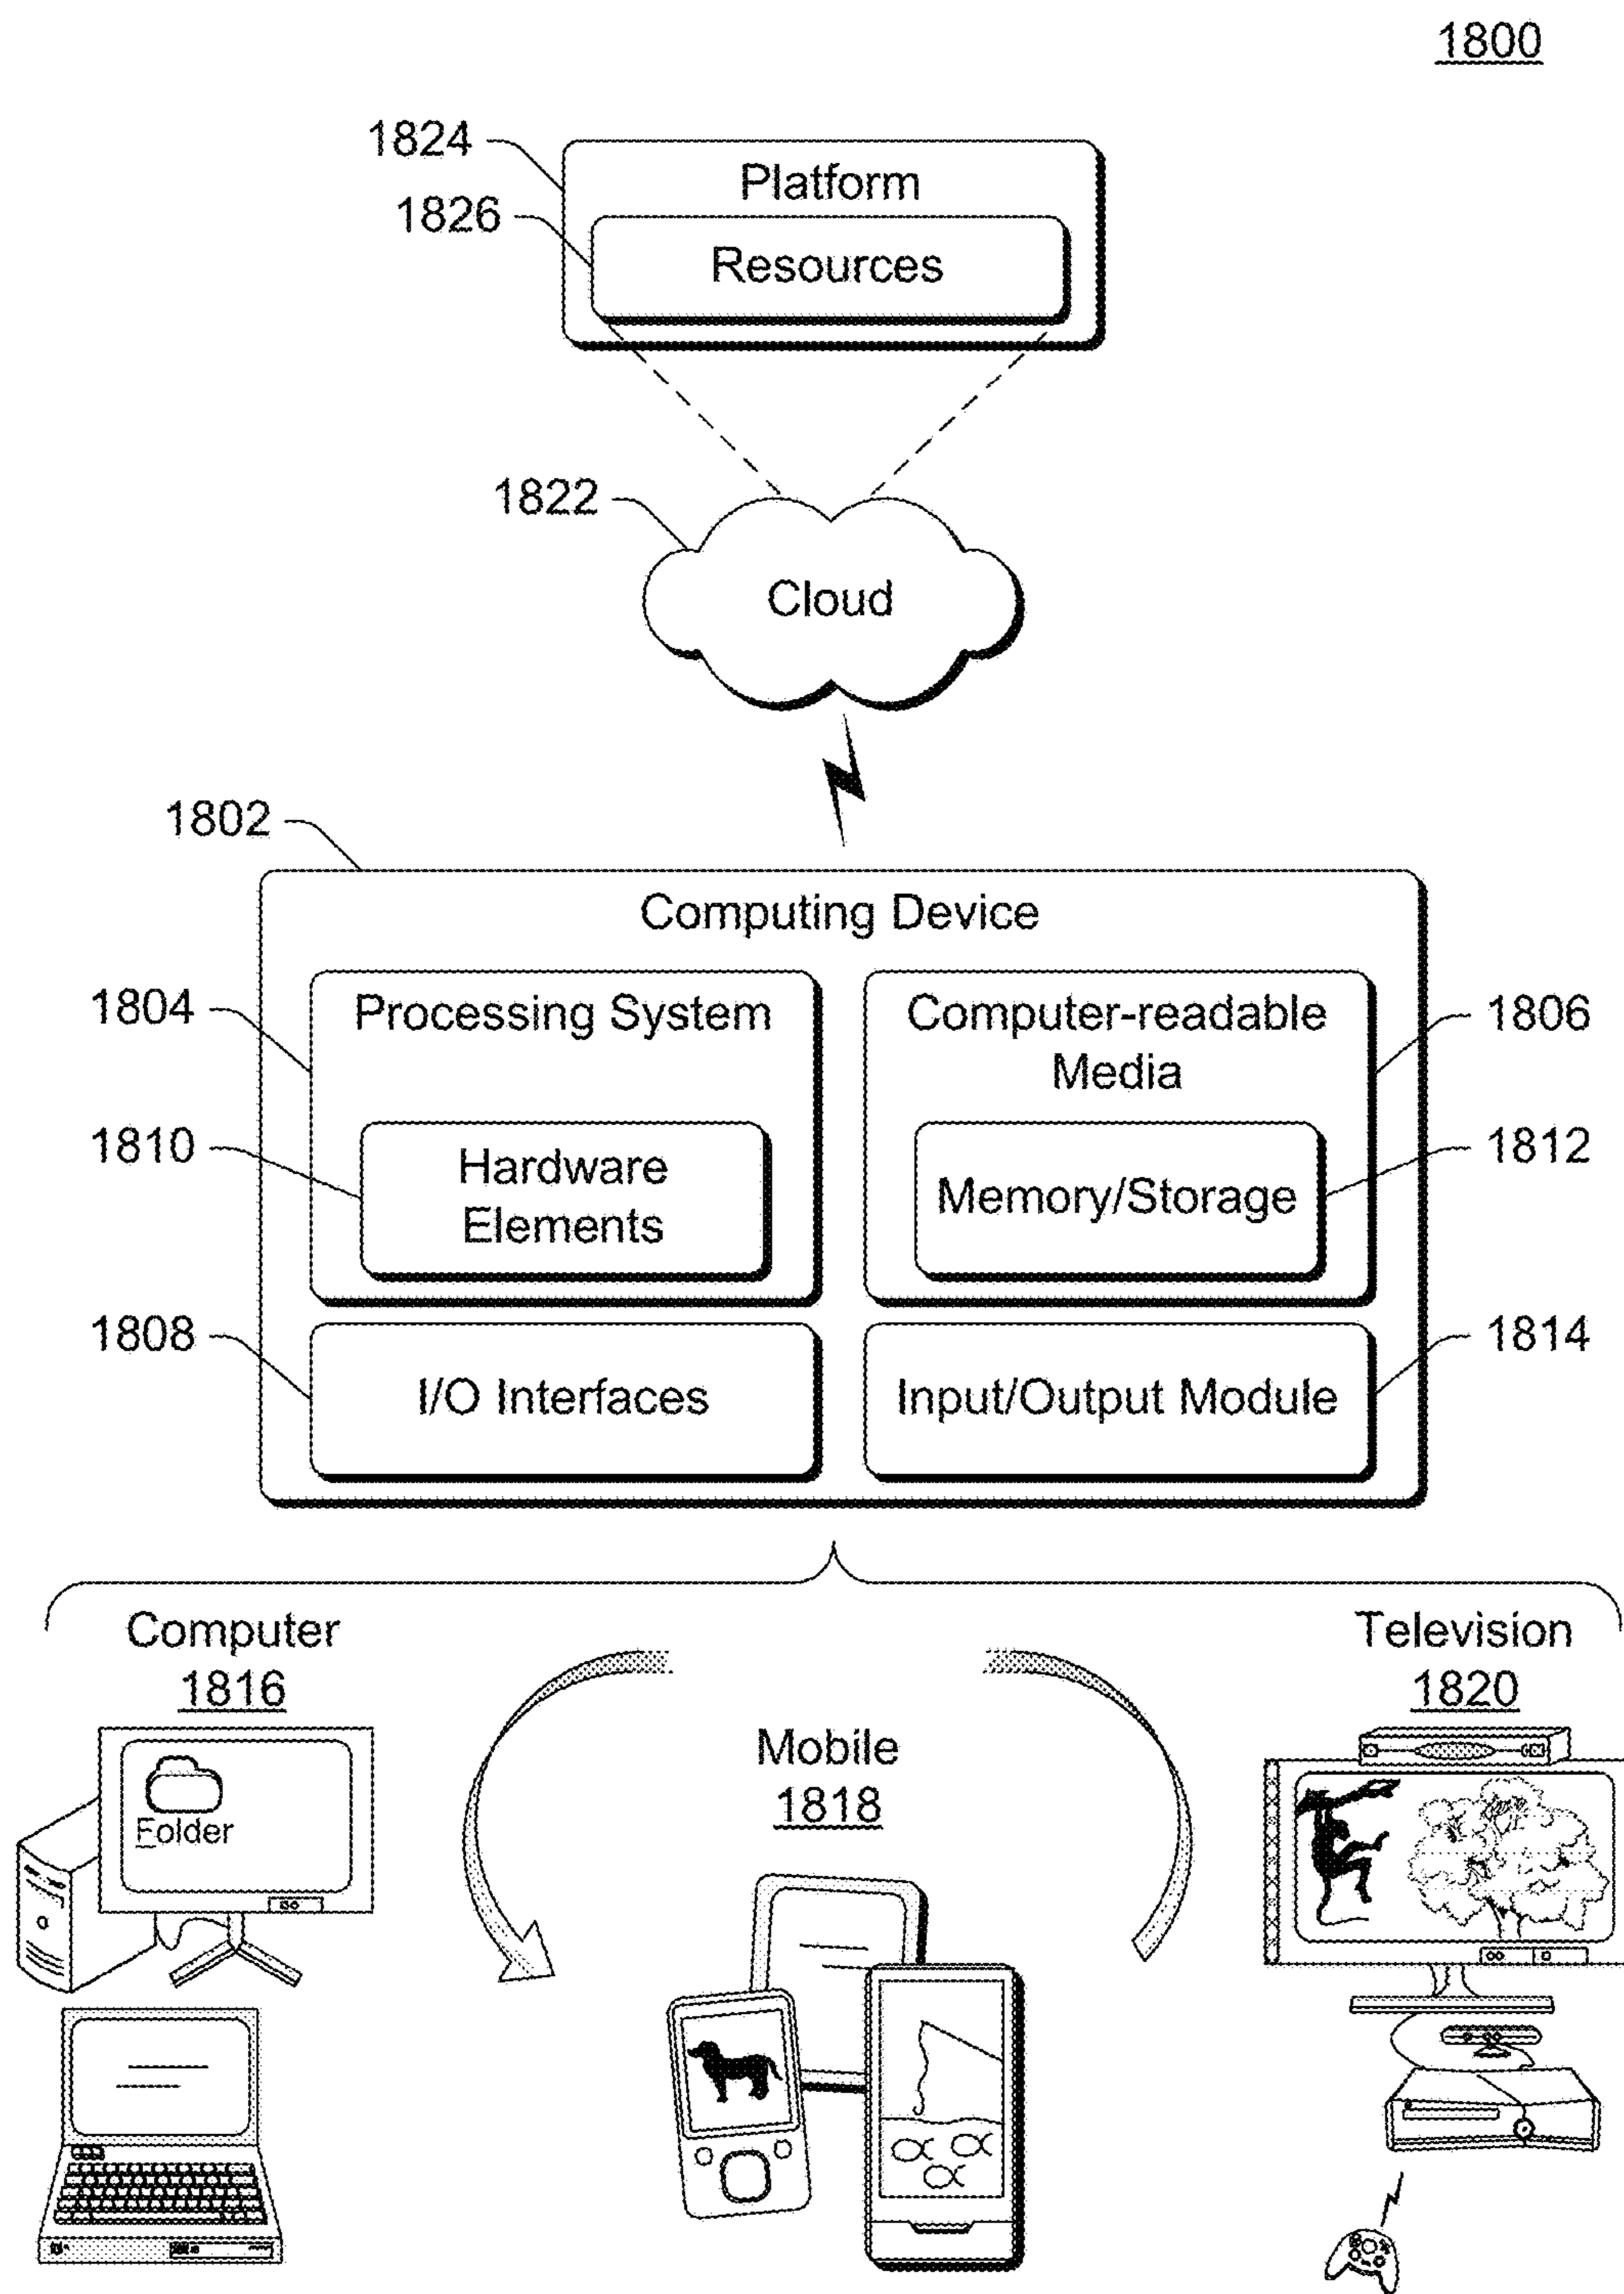 1800
1824
Platform
1826
Resources
1822
Cloud
1802
Computing Device
1804
Processing System
Computer-readable
Media
1806
1810
Hardware
Elements
Memory/Storage
1812
1808
I/O Interfaces
Input/Output Module
1814
Computer
1816
Folder
Mobile
1818
Television
1820